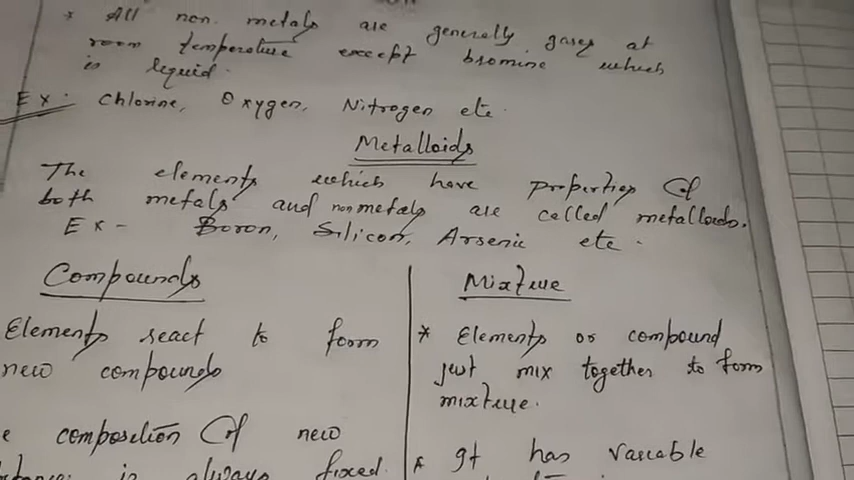 * All non. metals are generally gases at
room temperature except bromine which
is liquid.
Ex: Chlorine, Oxygen, Nitrogen etc.
Metalloids
The elements which have properties of
both metals and nonmetals are called metalloids.
Ex- Boron, Silicon, Arsenic etc.
Compounds
Elements react to form
new compounds
composition of new
is always fixed.
Mixture
* Elements or compound
just mix together to form
mixture.
* It has variable